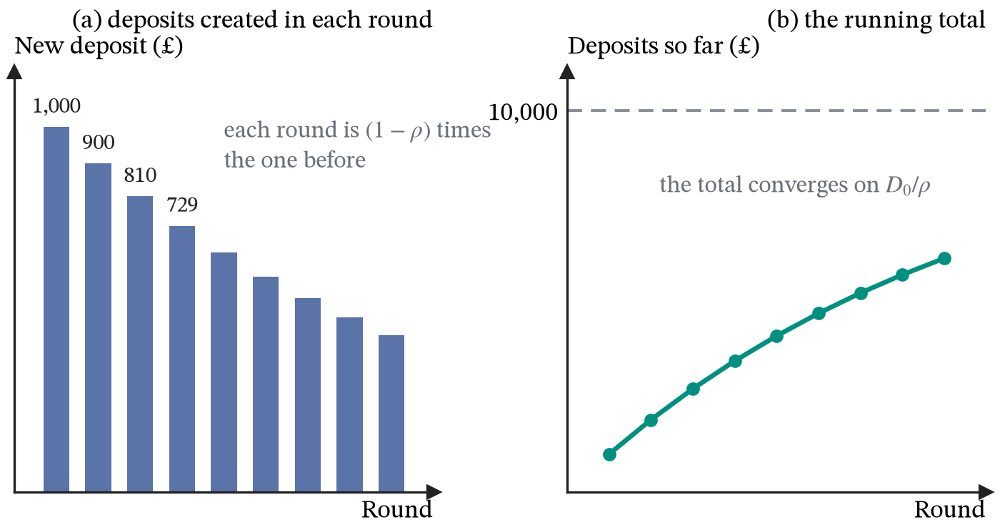 (a) deposits created in each round
New deposit (£)
1,000
900
810
729
each round is (1 − ρ) times
the one before
Round
(b) the running total
Deposits so far (£)
10,000
the total converges on D₀/ρ
Round